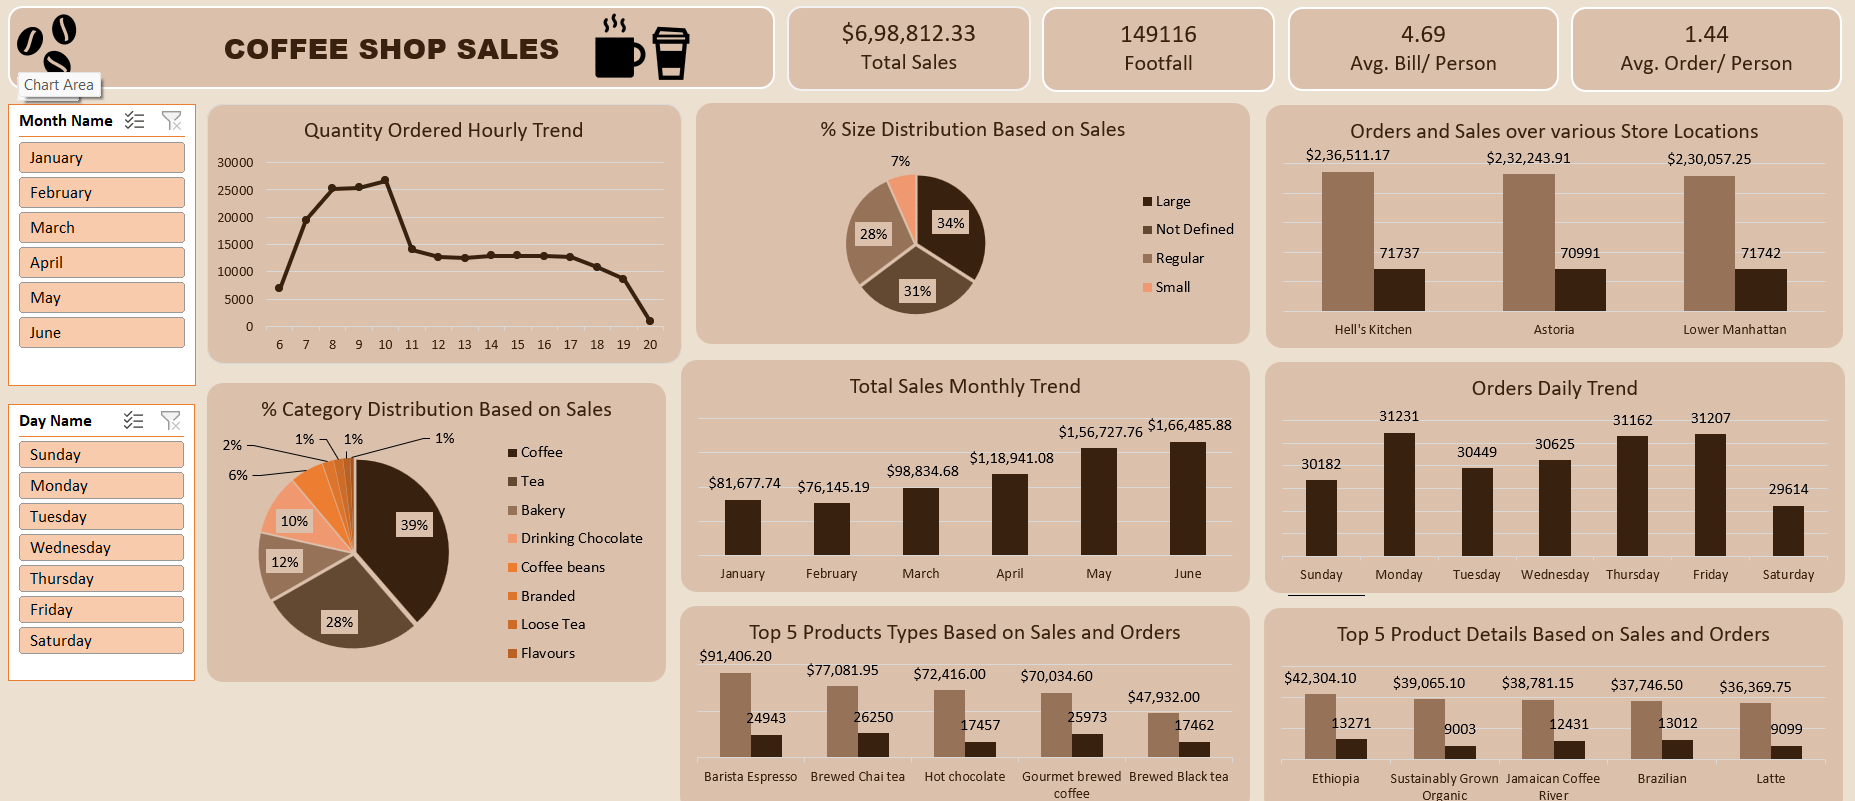 COFFEE SHOP SALES
Chart Area
$6,98,812.33
Total Sales
149116
Footfall
4.69
Avg. Bill/ Person
1.44
Avg. Order/ Person
Month Name
January
February
March
April
May
June
Day Name
Sunday
Monday
Tuesday
Wednesday
Thursday
Friday
Saturday
Quantity Ordered Hourly Trend
30000
25000
20000
15000
10000
5000
0
6 7 8 9 10 11 12 13 14 15 16 17 18 19 20
% Size Distribution Based on Sales
7%
34%
28%
31%
Large
Not Defined
Regular
Small
Orders and Sales over various Store Locations
$2,36,511.17 $2,32,243.91 $2,30,057.25
71737 70991 71742
Hell's Kitchen Astoria Lower Manhattan
% Category Distribution Based on Sales
1% 1% 1%
2%
6%
10%
39%
12%
28%
Coffee
Tea
Bakery
Drinking Chocolate
Coffee beans
Branded
Loose Tea
Flavours
Total Sales Monthly Trend
$81,677.74 $76,145.19 $98,834.68 $1,18,941.08 $1,56,727.76 $1,66,485.88
January February March April May June
Orders Daily Trend
30182 31231 30449 30625 31162 31207 29614
Sunday Monday Tuesday Wednesday Thursday Friday Saturday
Top 5 Products Types Based on Sales and Orders
$91,406.20 $77,081.95 $72,416.00 $70,034.60 $47,932.00
24943 26250 17457 25973 17462
Barista Espresso Brewed Chai tea Hot chocolate Gourmet brewed Brewed Black tea
coffee
Top 5 Product Details Based on Sales and Orders
$42,304.10 $39,065.10 $38,781.15 $37,746.50 $36,369.75
13271 9003 12431 13012 9099
Ethiopia Sustainably Grown Jamaican Coffee Brazilian Latte
Organic River